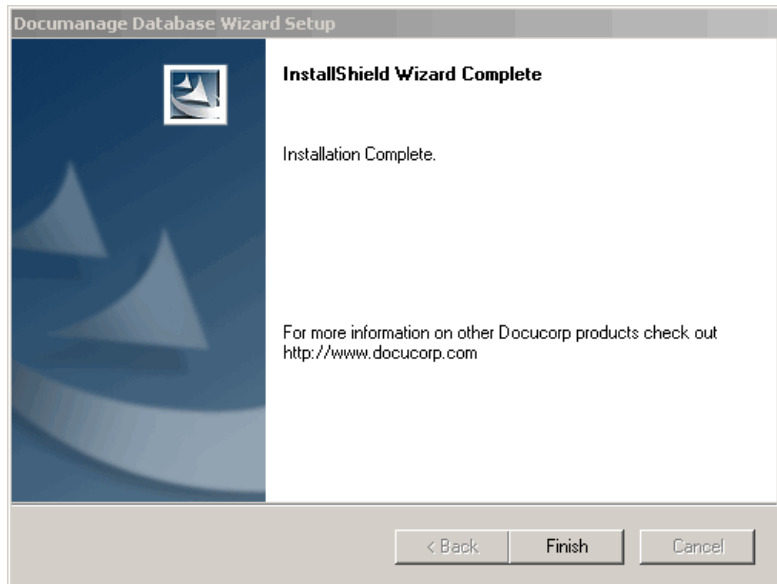 Documanage Database Wizard Setup
InstallShield Wizard Complete
Installation Complete.
For more information on other Docucorp products check out
http://www.docucorp.com
< Back Finish Cancel